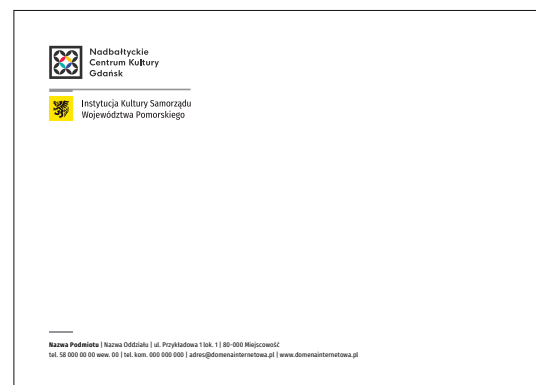 Nadbałtyckie
Centrum Kultury
Gdańsk
Instytucja Kultury Samorządu
Województwa Pomorskiego
Nazwa Podmiotu | Nazwa Oddziału | ul. Przykładowa 1 lok. 1 | 80-000 Miejscowość
tel. 58 000 00 00 wew. 00 | tel. kom. 000 000 000 | adres@domenainternetowa.pl | www.domenainternetowa.pl